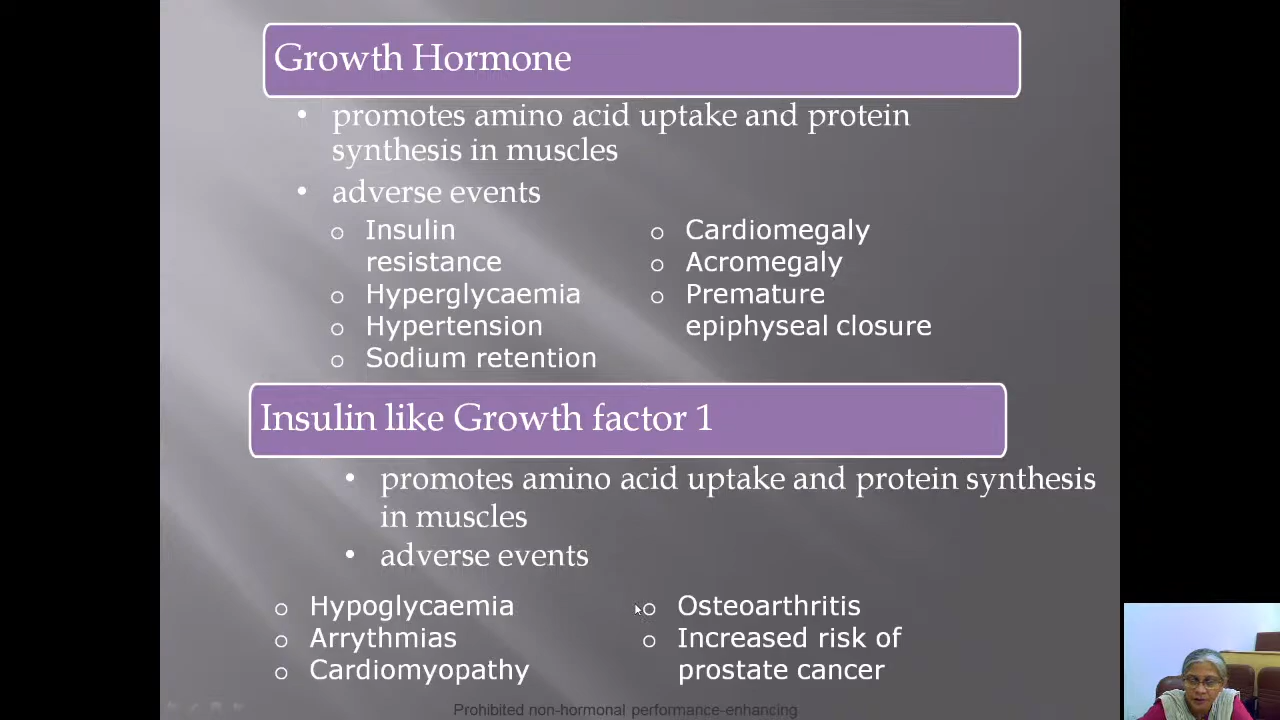 Growth Hormone
• promotes amino acid uptake and protein
synthesis in muscles
• adverse events
o Insulin
resistance
o Hyperglycaemia
o Hypertension
o Sodium retention
o Cardiomegaly
o Acromegaly
o Premature
epiphyseal closure
Insulin like Growth factor 1
• promotes amino acid uptake and protein synthesis
in muscles
• adverse events
o Hypoglycaemia
o Arrythmias
o Cardiomyopathy
o Osteoarthritis
o Increased risk of
prostate cancer
Prohibited non-hormonal performance-enhancing